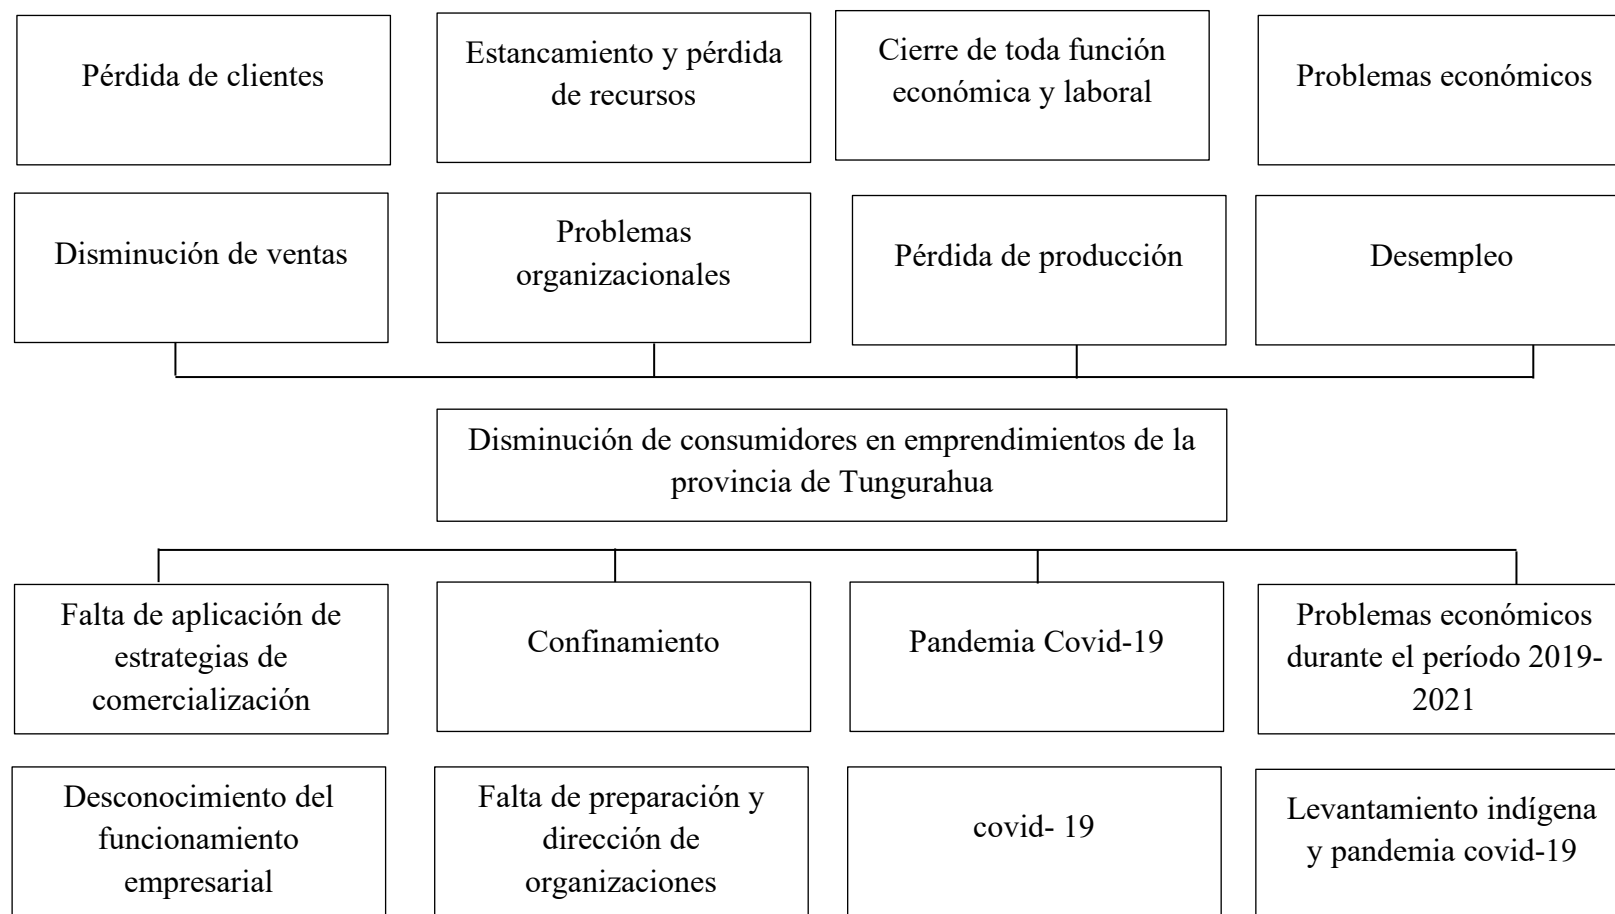 Pérdida de clientes
Estancamiento y pérdida
de recursos
Cierre de toda función
económica y laboral
Problemas económicos
Disminución de ventas
Problemas
organizacionales
Pérdida de producción
Desempleo
Disminución de consumidores en emprendimientos de la
provincia de Tungurahua
Falta de aplicación de
estrategias de
comercialización
Confinamiento
Pandemia Covid-19
Problemas económicos
durante el período 2019-
2021
Desconocimiento del
funcionamiento
empresarial
Falta de preparación y
dirección de
organizaciones
covid- 19
Levantamiento indígena
y pandemia covid-19